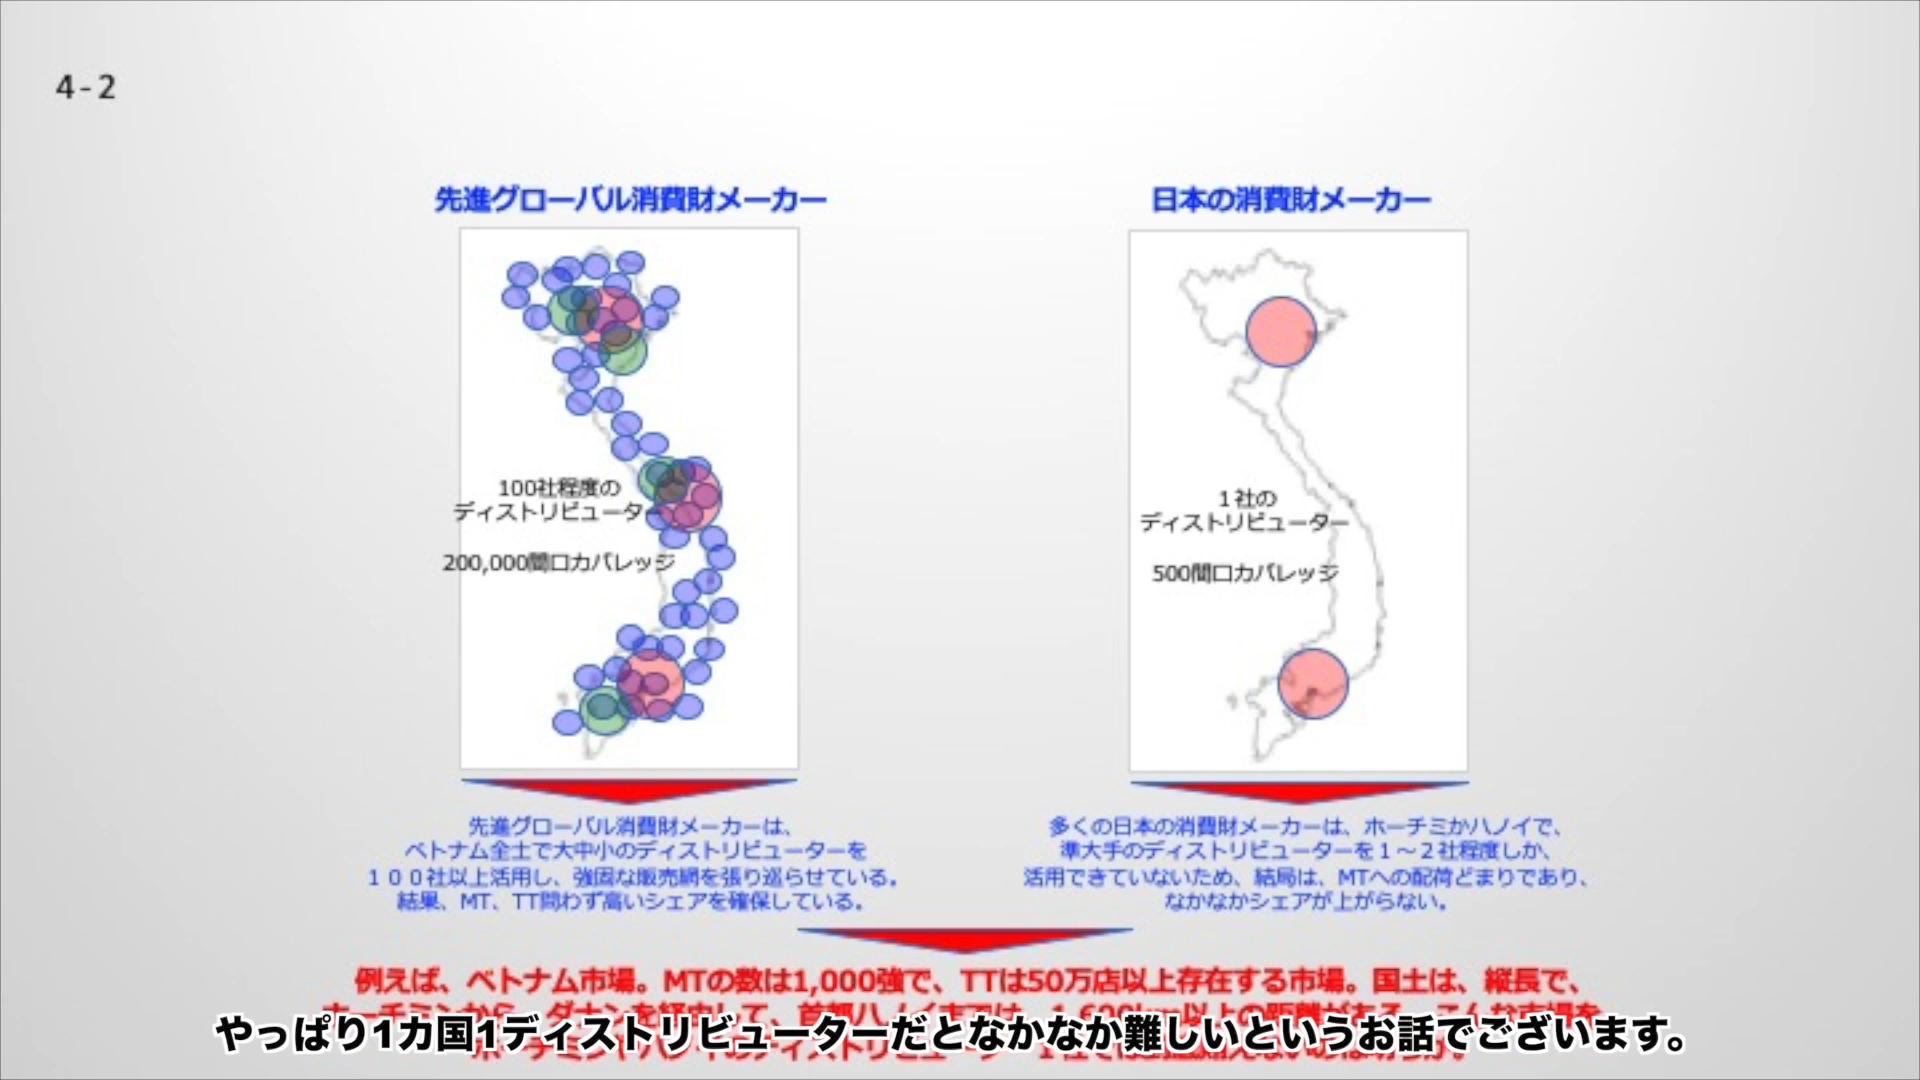 4-2
先進グローバル消費財メーカー
100社程度の
ディストリビューター
200,000間口カバレッジ
先進グローバル消費財メーカーは、
ベトナム全土で大中小のディストリビューターを
１００社以上活用し、強固な販売網を張り巡らせている。
結果、MT、TT問わず高いシェアを確保している。
日本の消費財メーカー
１社の
ディストリビューター
500間口カバレッジ
多くの日本の消費財メーカーは、ホーチミかハノイで、
準大手のディストリビューターを１～２社程度しか、
活用できていないため、結局は、MTへの配荷どまりであり、
なかなかシェアが上がらない。
例えば、ベトナム市場。MTの数は1,000強で、TTは50万店以上存在する市場。国土は、縦長で、
やっぱり1カ国1ディストリビューターだとなかなか難しいというお話でございます。